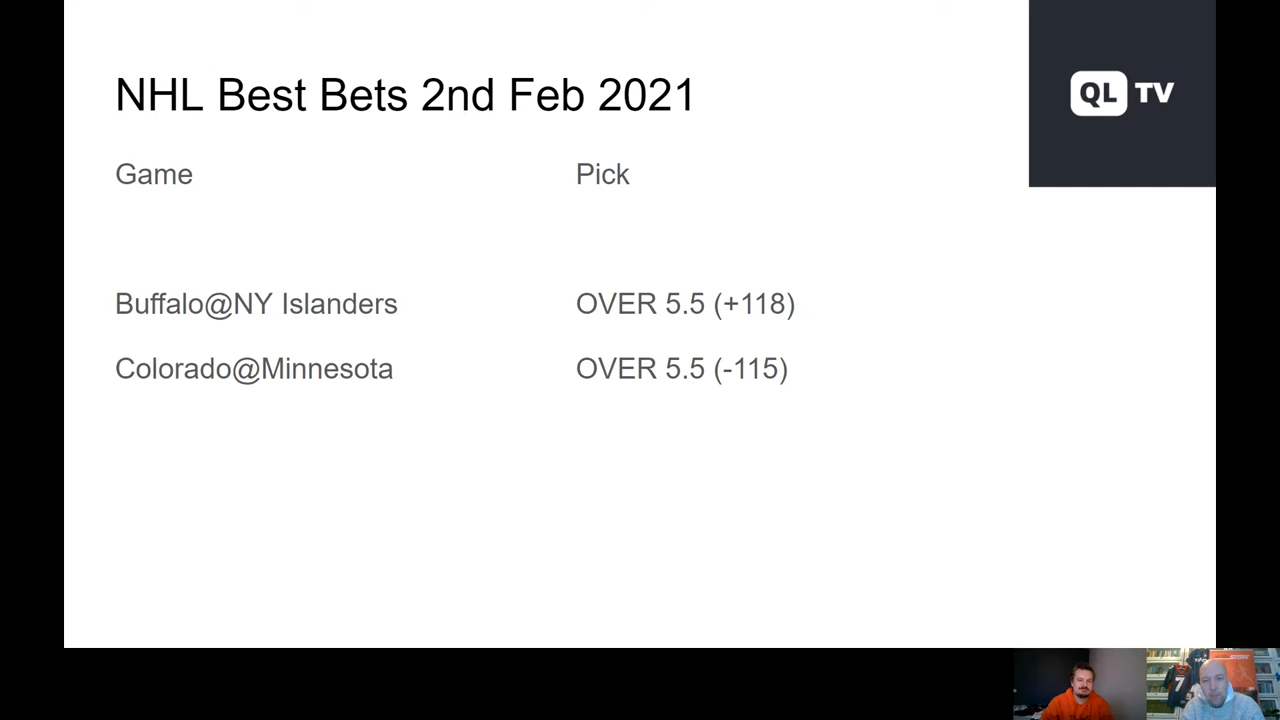 NHL Best Bets 2nd Feb 2021
QL TV
Game Pick
Buffalo@NY Islanders OVER 5.5 (+118)
Colorado@Minnesota OVER 5.5 (-115)
7